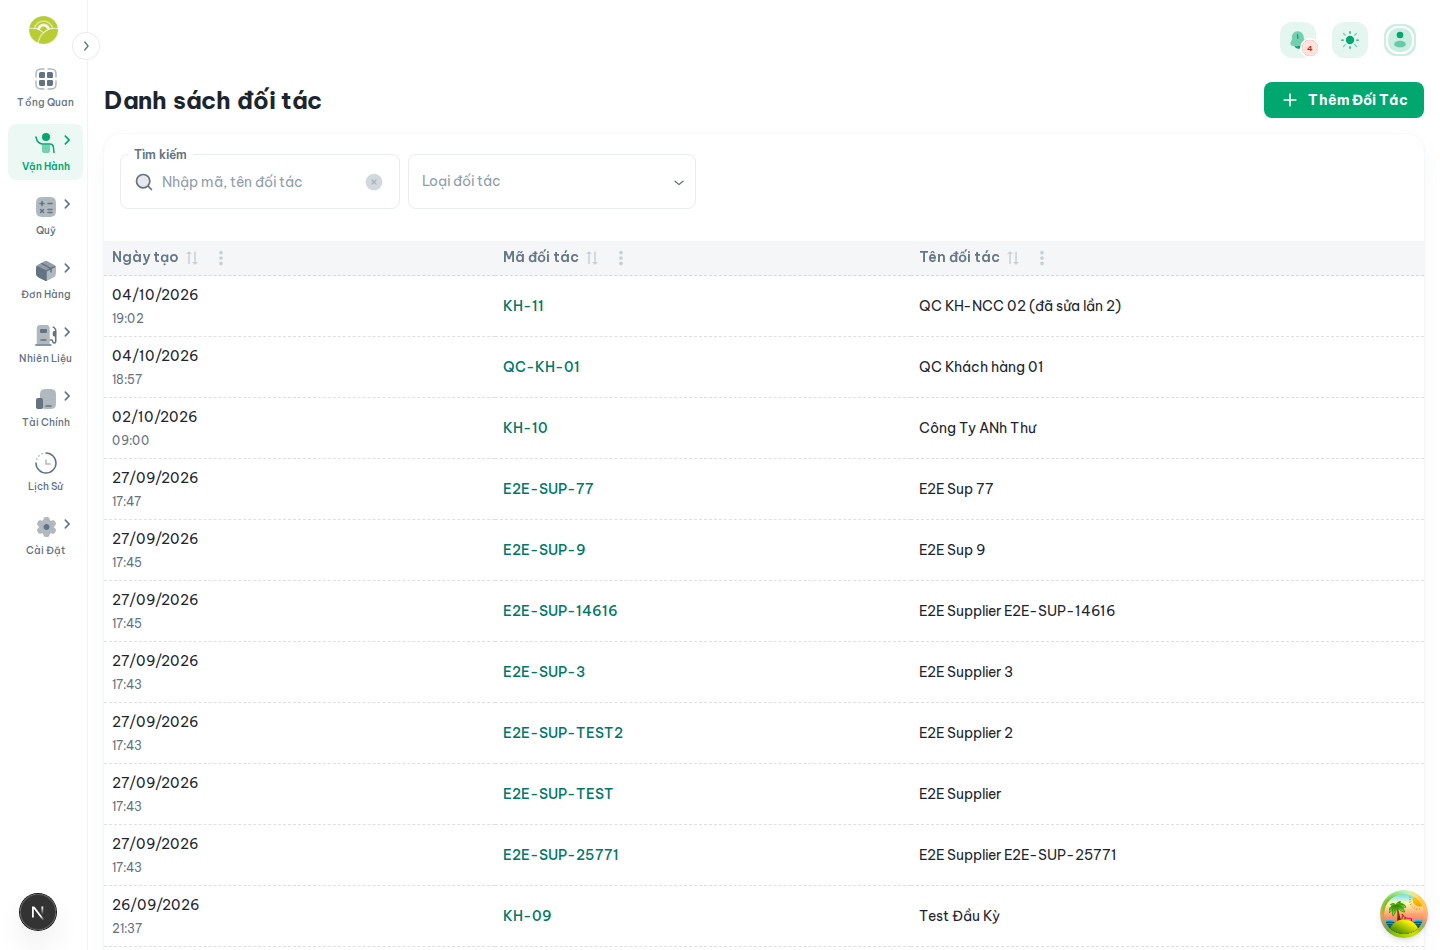 4
Tổng Quan
Vận Hành
Quỹ
Đơn Hàng
Nhiên Liệu
Tài Chính
Lịch Sử
Cài Đặt
Danh sách đối tác
Thêm Đối Tác
Tìm kiếm
Nhập mã, tên đối tác
Loại đối tác
Ngày tạo Mã đối tác Tên đối tác
04/10/2026
19:02
KH-11
QC KH-NCC 02 (đã sửa lần 2)
04/10/2026
18:57
QC-KH-01
QC Khách hàng 01
02/10/2026
09:00
KH-10
Công Ty ANh Thư
27/09/2026
17:47
E2E-SUP-77
E2E Sup 77
27/09/2026
17:45
E2E-SUP-9
E2E Sup 9
27/09/2026
17:45
E2E-SUP-14616
E2E Supplier E2E-SUP-14616
27/09/2026
17:43
E2E-SUP-3
E2E Supplier 3
27/09/2026
17:43
E2E-SUP-TEST2
E2E Supplier 2
27/09/2026
17:43
E2E-SUP-TEST
E2E Supplier
27/09/2026
17:43
E2E-SUP-25771
E2E Supplier E2E-SUP-25771
26/09/2026
21:37
KH-09
Test Đầu Kỳ
N